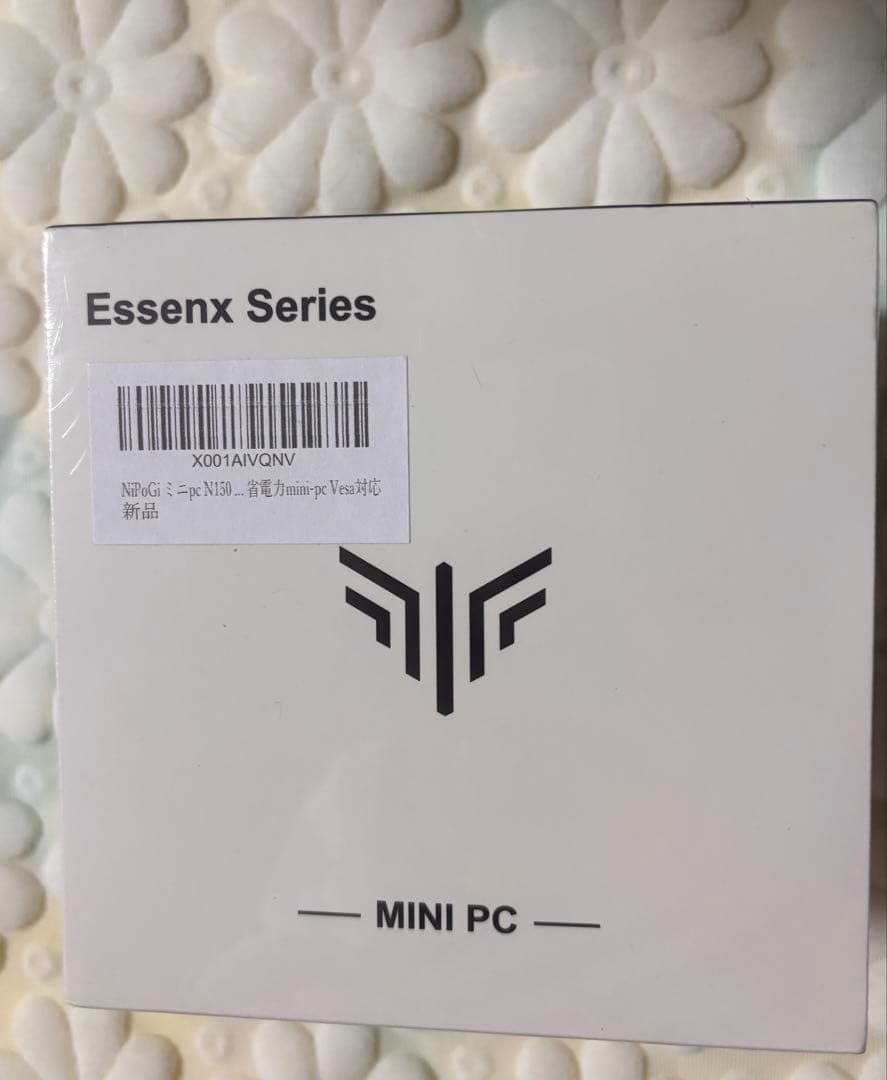 Essenx Series
X001AIVQNV
NiPoGi ミニpc N150 ... 省電力mini-pc Vesa対応
新品
MINI PC